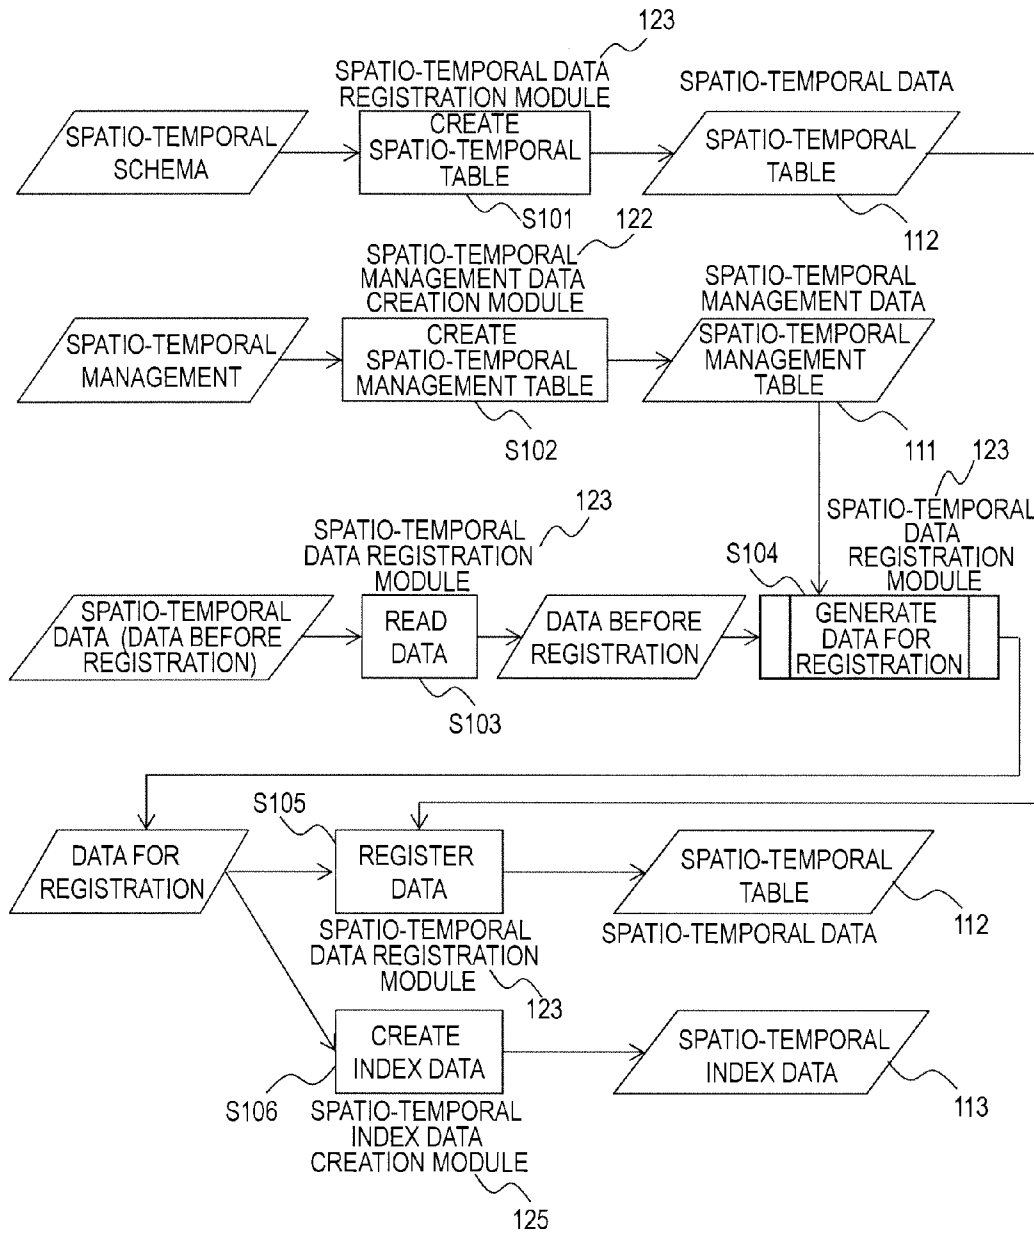 123
SPATIO-TEMPORAL DATA
REGISTRATION MODULE
SPATIO-TEMPORAL DATA
SPATIO-TEMPORAL
SCHEMA
CREATE
SPATIO-TEMPORAL
TABLE
SPATIO-TEMPORAL
TABLE
S101
112
122
SPATIO-TEMPORAL
MANAGEMENT DATA
CREATION MODULE
SPATIO-TEMPORAL
MANAGEMENT DATA
SPATIO-TEMPORAL
MANAGEMENT
CREATE
SPATIO-TEMPORAL
MANAGEMENT TABLE
SPATIO-TEMPORAL
MANAGEMENT
TABLE
S102
111
123
SPATIO-TEMPORAL
DATA
REGISTRATION
MODULE
123
SPATIO-TEMPORAL
DATA REGISTRATION
MODULE
S104
SPATIO-TEMPORAL
DATA (DATA BEFORE
REGISTRATION)
READ
DATA
DATA BEFORE
REGISTRATION
GENERATE
DATA FOR
REGISTRATION
S103
S105
DATA FOR
REGISTRATION
REGISTER
DATA
SPATIO-TEMPORAL
TABLE
112
SPATIO-TEMPORAL
DATA REGISTRATION
MODULE
123
SPATIO-TEMPORAL DATA
CREATE
INDEX DATA
SPATIO-TEMPORAL
INDEX DATA
S106
113
SPATIO-TEMPORAL
INDEX DATA
CREATION MODULE
125